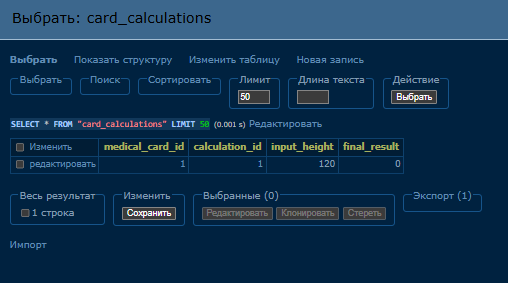 Выбрать: card_calculations
Выбрать Показать структуру Изменить таблицу Новая запись
Выбрать Поиск Сортировать Лимит Длина текста Действие
50 Выбрать
SELECT * FROM "card_calculations" LIMIT 50 (0.001 s) Редактировать
Изменить medical_card_id calculation_id input_height final_result
редактировать 1 1 120 0
Весь результат Изменить Выбранные (0) Экспорт (1)
1 строка Сохранить Редактировать Клонировать Стереть
Импорт